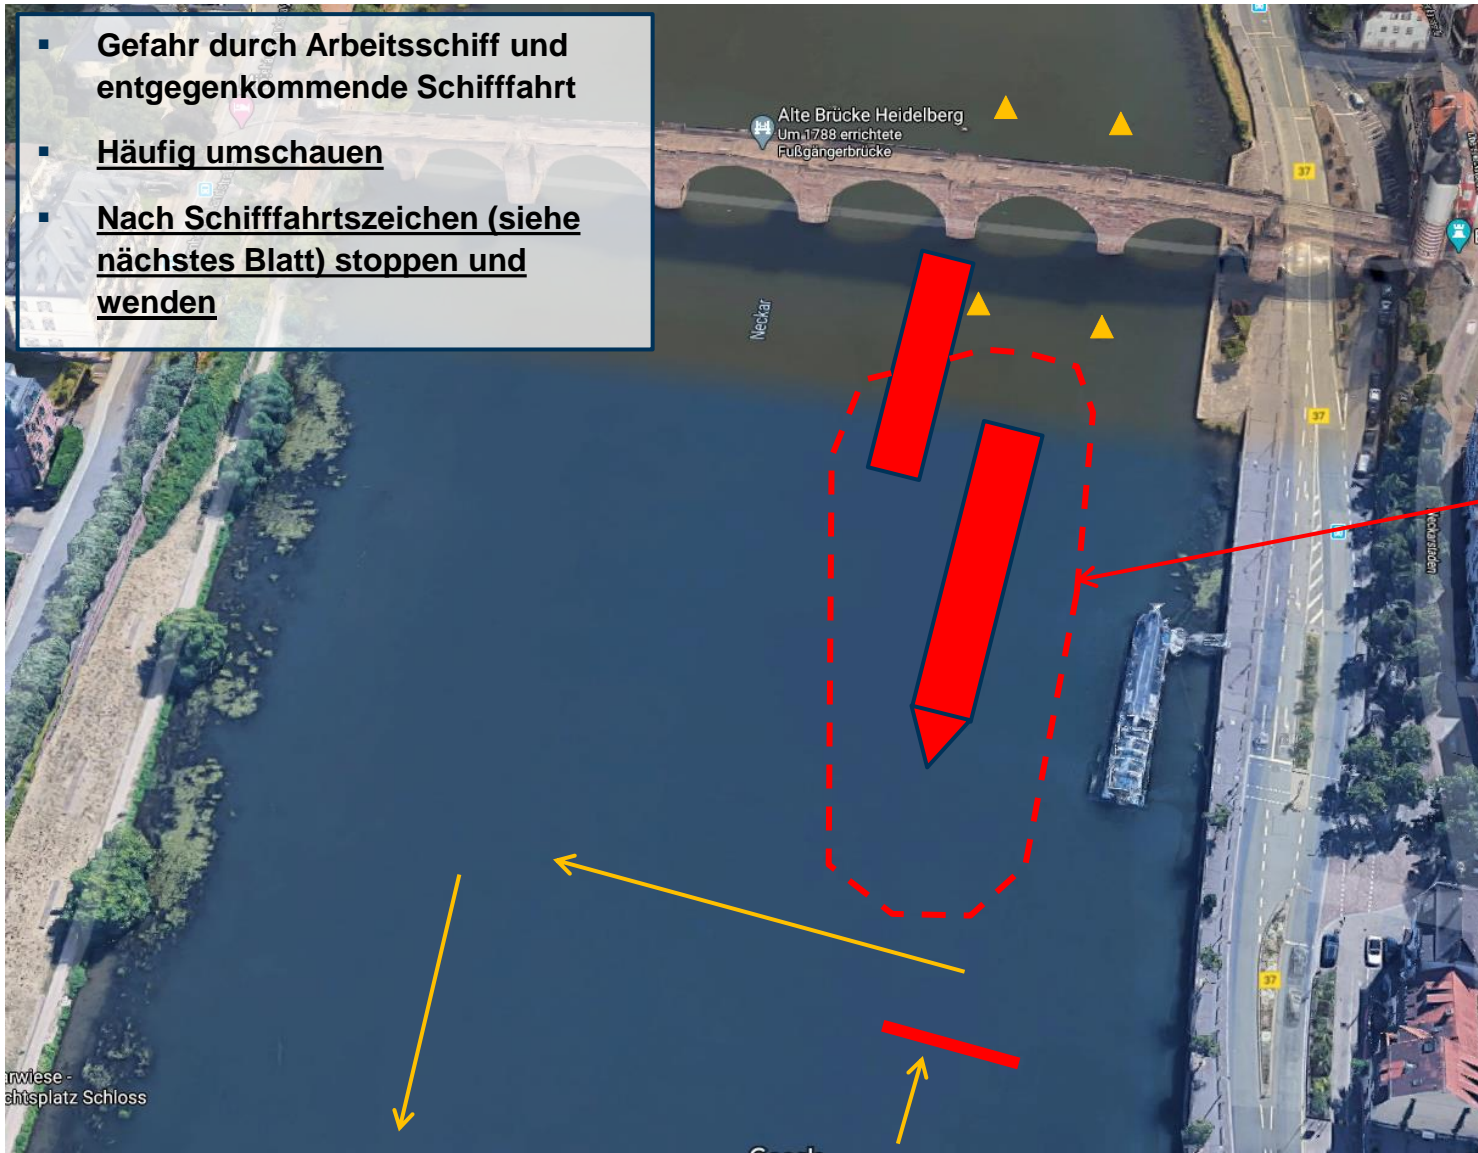 ▪ Gefahr durch Arbeitsschiff und
entgegenkommende Schifffahrt
▪ Häufig umschauen
▪ Nach Schifffahrtszeichen (siehe
nächstes Blatt) stoppen und
wenden
Alte Brücke Heidelberg
Um 1788 errichtete
Fußgängerbrücke
37
Neckar
37
Neckarstaden
37
rwiese -
chtsplatz Schloss